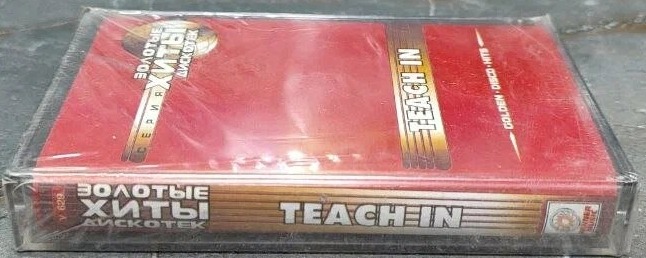 СЕРИЯ
ЗОЛОТЫЕ
ХИТЫ
ДИСКОТЕК
TEACH-IN
GOLDEN · DISCO · HITS
ЗОЛОТЫЕ
ХИТЫ
ДИСКОТЕК
TEACH-IN